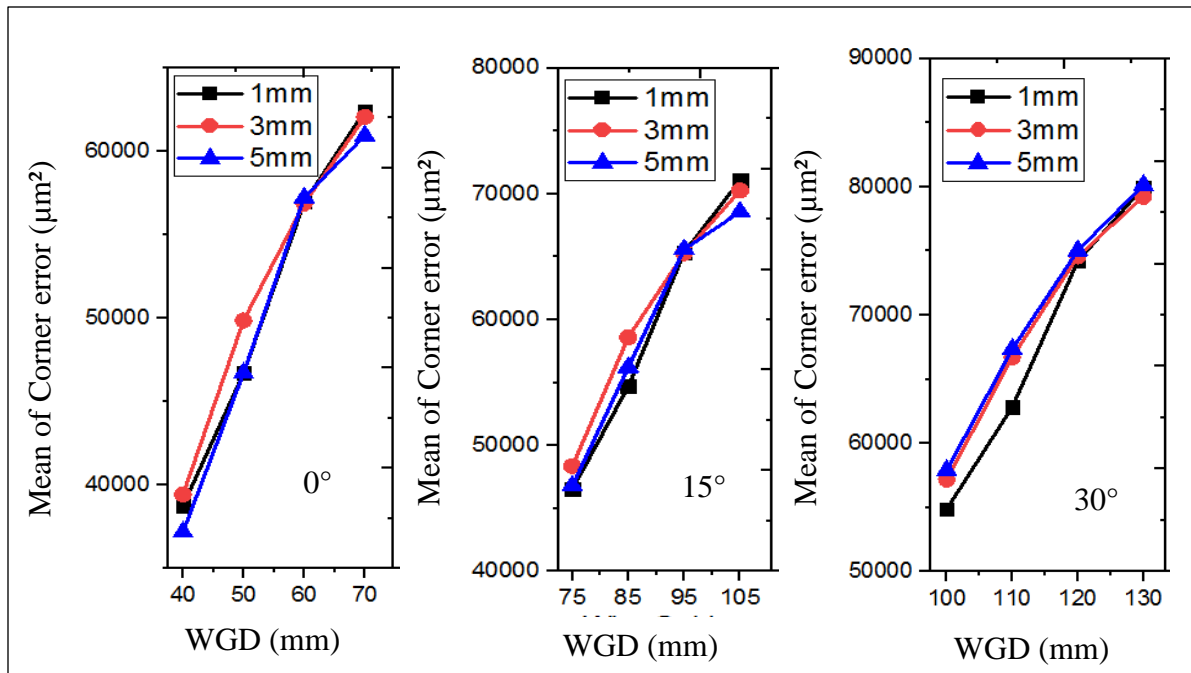 Mean of Corner error (µm²)
60000
50000
40000
1mm
3mm
5mm
0°
40 50 60 70
WGD (mm)
Mean of Corner error (µm²)
80000
70000
60000
50000
40000
1mm
3mm
5mm
15°
75 85 95 105
WGD (mm)
Mean of Corner error (µm²)
90000
80000
70000
60000
50000
1mm
3mm
5mm
30°
100 110 120 130
WGD (mm)